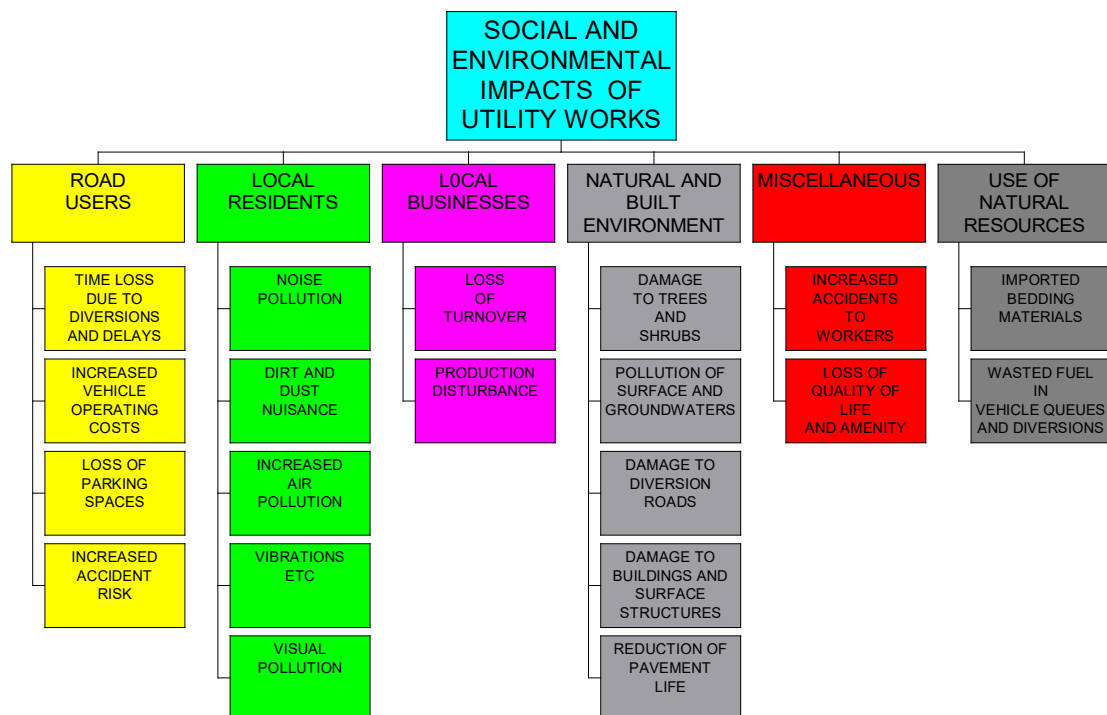 SOCIAL AND
ENVIRONMENTAL
IMPACTS OF
UTILITY WORKS
ROAD
USERS
TIME LOSS
DUE TO
DIVERSIONS
AND DELAYS
INCREASED
VEHICLE
OPERATING
COSTS
LOSS OF
PARKING
SPACES
INCREASED
ACCIDENT
RISK
LOCAL
RESIDENTS
NOISE
POLLUTION
DIRT AND
DUST
NUISANCE
INCREASED
AIR
POLLUTION
VIBRATIONS
ETC
VISUAL
POLLUTION
L0CAL
BUSINESSES
LOSS
OF
TURNOVER
PRODUCTION
DISTURBANCE
NATURAL AND
BUILT
ENVIRONMENT
DAMAGE
TO TREES
AND
SHRUBS
POLLUTION OF
SURFACE AND
GROUNDWATERS
DAMAGE TO
DIVERSION
ROADS
DAMAGE TO
BUILDINGS AND
SURFACE
STRUCTURES
REDUCTION OF
PAVEMENT
LIFE
MISCELLANEOUS
INCREASED
ACCIDENTS
TO
WORKERS
LOSS OF
QUALITY OF
LIFE
AND AMENITY
USE OF
NATURAL
RESOURCES
IMPORTED
BEDDING
MATERIALS
WASTED FUEL
IN
VEHICLE QUEUES
AND DIVERSIONS